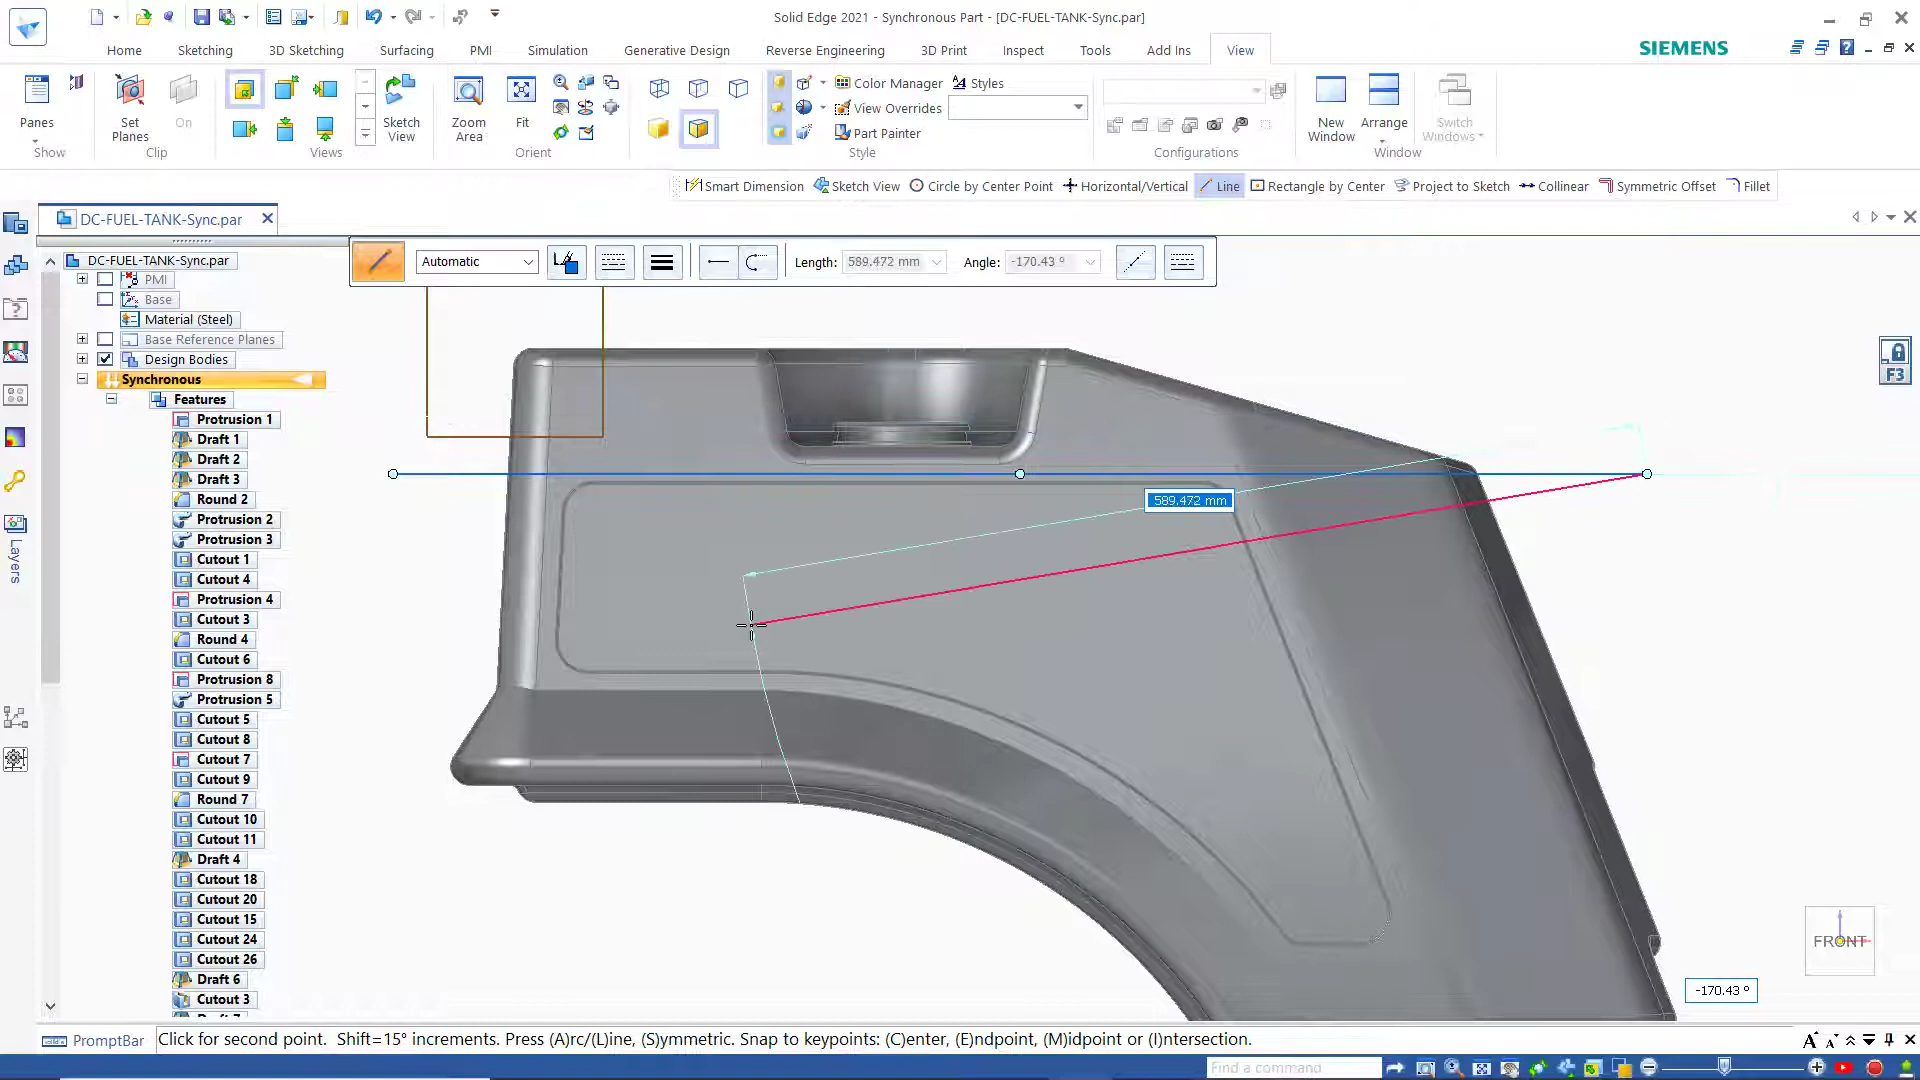 Solid Edge 2021 - Synchronous Part - [DC-FUEL-TANK-Sync.par]
Home Sketching 3D Sketching Surfacing PMI Simulation Generative Design Reverse Engineering 3D Print Inspect Tools Add Ins View
SIEMENS
Panes
Show
Set Planes
On
Clip
Views
Sketch View
Zoom Area
Fit
Orient
Color Manager
Styles
View Overrides
Part Painter
Style
Configurations
New Window
Arrange
Switch Windows
Window
Smart Dimension Sketch View Circle by Center Point Horizontal/Vertical Line Rectangle by Center Project to Sketch Collinear Symmetric Offset Fillet
DC-FUEL-TANK-Sync.par
Automatic
Length: 589.472 mm
Angle: -170.43 º
DC-FUEL-TANK-Sync.par
PMI
Base
Material (Steel)
Base Reference Planes
Design Bodies
Synchronous
Features
Protrusion 1
Draft 1
Draft 2
Draft 3
Round 2
Protrusion 2
Protrusion 3
Cutout 1
Cutout 4
Protrusion 4
Cutout 3
Round 4
Cutout 6
Protrusion 8
Protrusion 5
Cutout 5
Cutout 8
Cutout 7
Cutout 9
Round 7
Cutout 10
Cutout 11
Draft 4
Cutout 18
Cutout 20
Cutout 15
Cutout 24
Cutout 26
Draft 6
Cutout 3
Layers
F3
589.472 mm
FRONT
-170.43 º
PromptBar
Click for second point. Shift=15° increments. Press (A)rc/(L)ine, (S)ymmetric. Snap to keypoints: (C)enter, (E)ndpoint, (M)idpoint or (I)ntersection.
Find a command